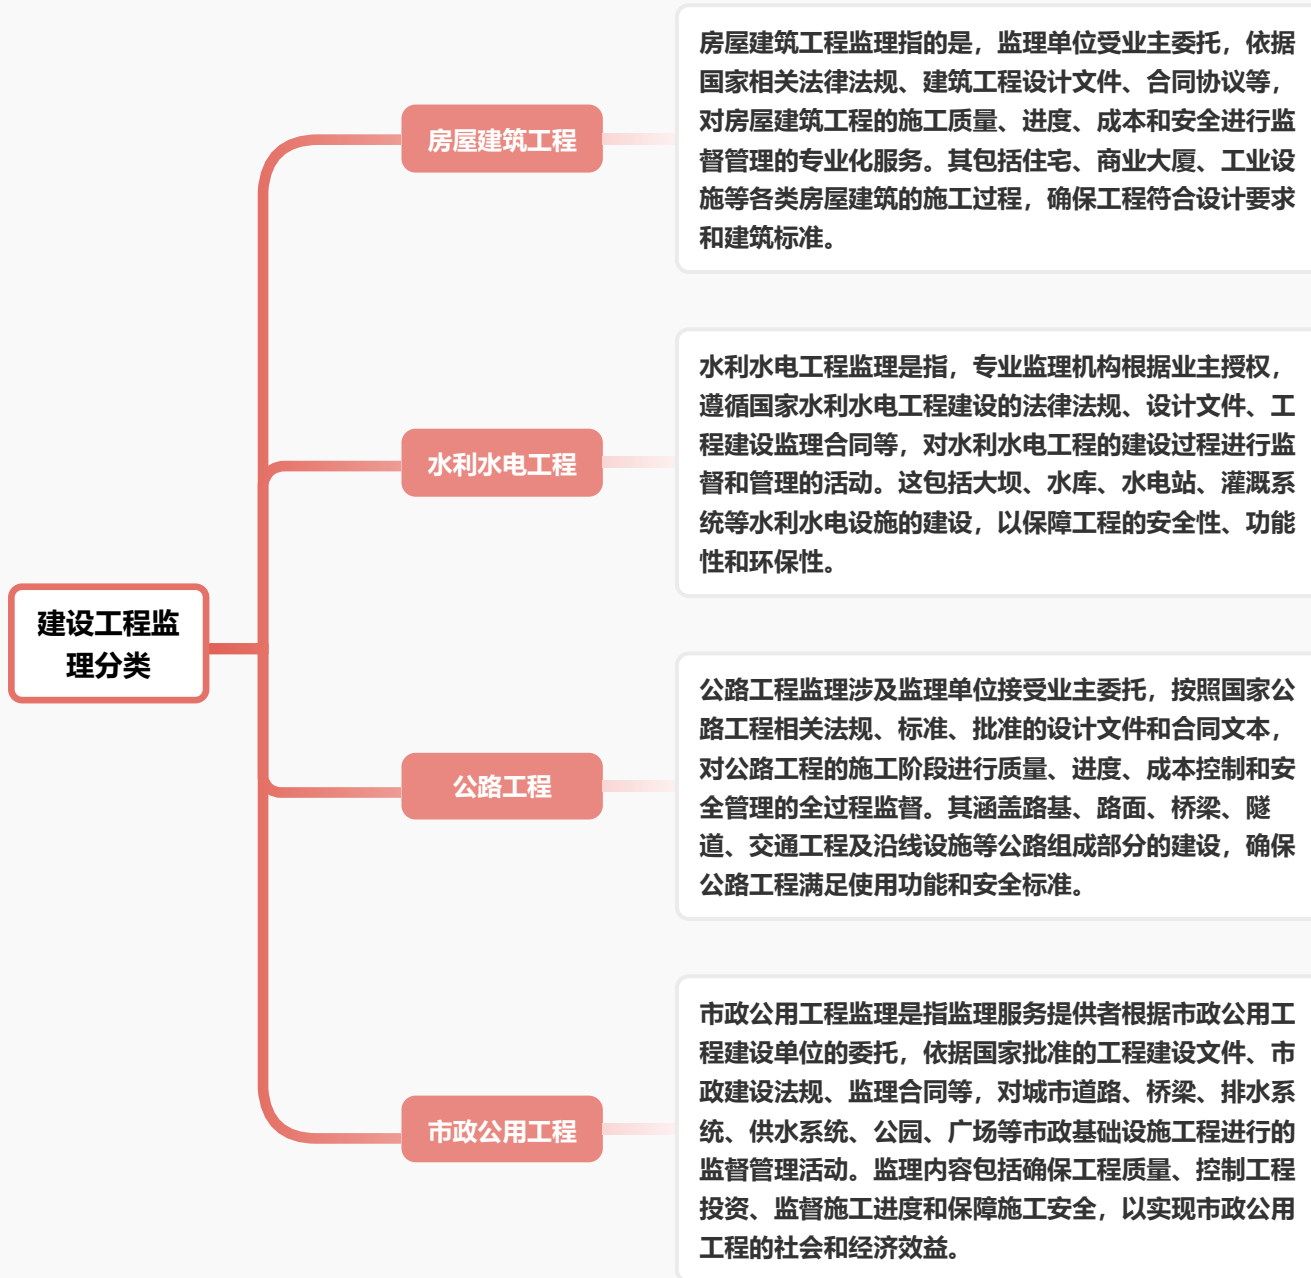 建设工程监
理分类
房屋建筑工程
房屋建筑工程监理指的是，监理单位受业主委托，依据
国家相关法律法规、建筑工程设计文件、合同协议等，
对房屋建筑工程的施工质量、进度、成本和安全进行监
督管理的专业化服务。其包括住宅、商业大厦、工业设
施等各类房屋建筑的施工过程，确保工程符合设计要求
和建筑标准。
水利水电工程
水利水电工程监理是指，专业监理机构根据业主授权，
遵循国家水利水电工程建设的法律法规、设计文件、工
程建设监理合同等，对水利水电工程的建设过程进行监
督和管理的活动。这包括大坝、水库、水电站、灌溉系
统等水利水电设施的建设，以保障工程的安全性、功能
性和环保性。
公路工程
公路工程监理涉及监理单位接受业主委托，按照国家公
路工程相关法规、标准、批准的设计文件和合同文本，
对公路工程的施工阶段进行质量、进度、成本控制和安
全管理的全过程监督。其涵盖路基、路面、桥梁、隧
道、交通工程及沿线设施等公路组成部分的建设，确保
公路工程满足使用功能和安全标准。
市政公用工程
市政公用工程监理是指监理服务提供者根据市政公用工
程建设单位的委托，依据国家批准的工程建设文件、市
政建设法规、监理合同等，对城市道路、桥梁、排水系
统、供水系统、公园、广场等市政基础设施工程进行的
监督管理活动。监理内容包括确保工程质量、控制工程
投资、监督施工进度和保障施工安全，以实现市政公用
工程的社会和经济效益。